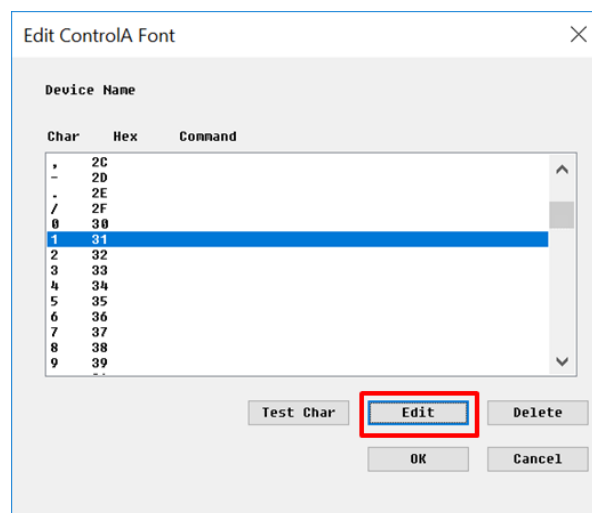 Edit ControlA Font
Device Name
Char Hex Command
, 2C
- 2D
. 2E
/ 2F
0 30
1 31
2 32
3 33
4 34
5 35
6 36
7 37
8 38
9 39
Test Char Edit Delete
OK Cancel